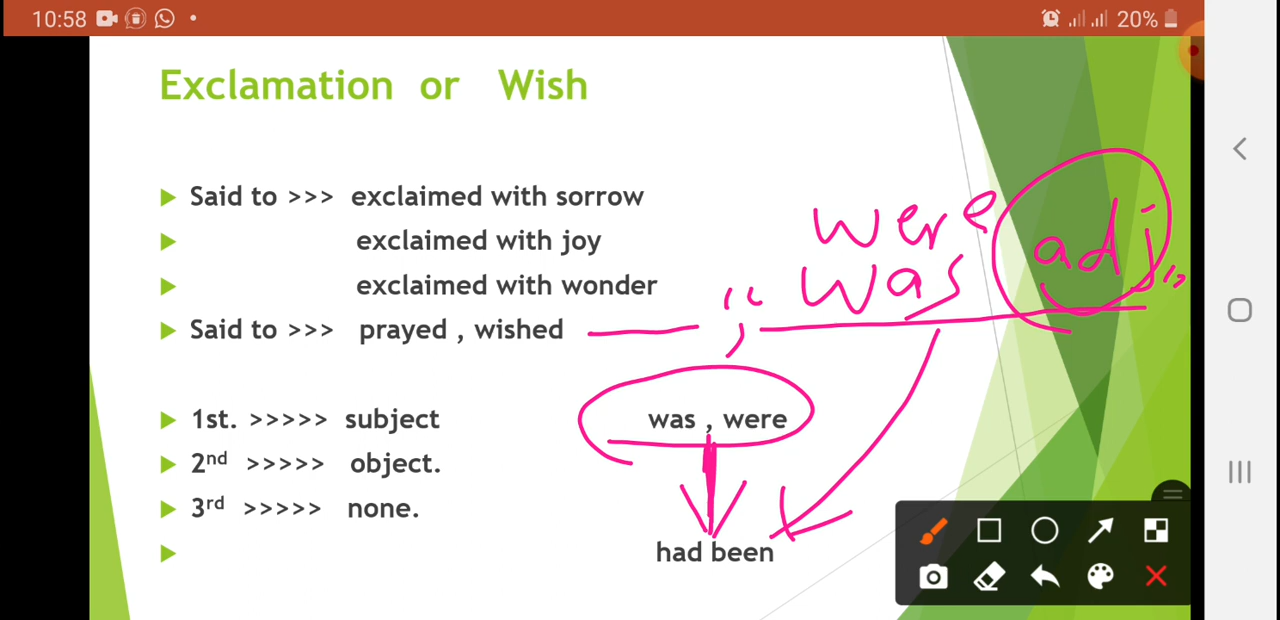 10:58
20%
Exclamation or Wish
Said to >>> exclaimed with sorrow
exclaimed with joy
exclaimed with wonder
Said to >>> prayed , wished
were
" was adj "
,
1st. >>>>> subject
2nd >>>>> object.
3rd >>>>> none.
was , were
had been